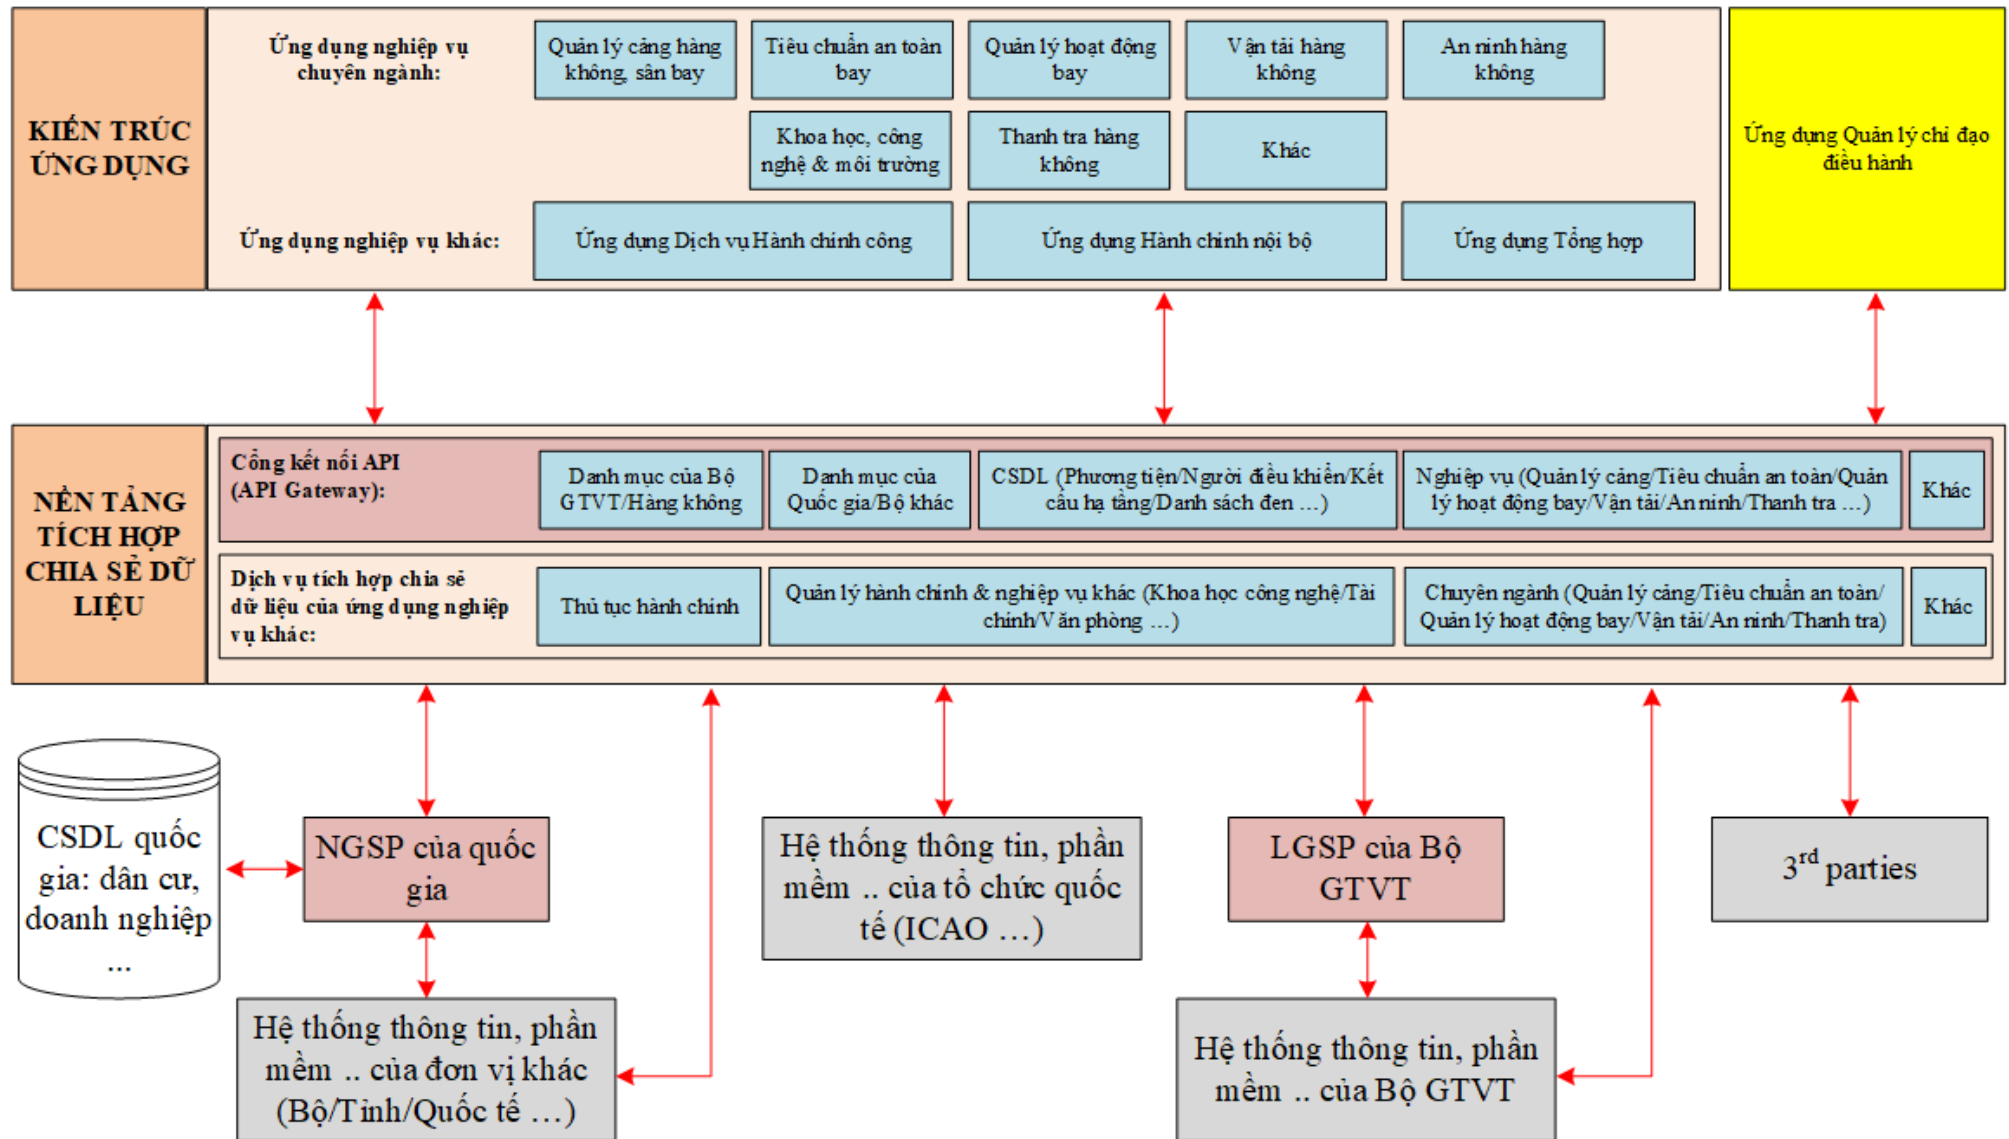 KIẾN TRÚC
ỨNG DỤNG
Ứng dụng nghiệp vụ
chuyên ngành:
Quản lý cảng hàng
không, sân bay
Tiêu chuẩn an toàn
bay
Quản lý hoạt động
bay
Vận tải hàng
không
An ninh hàng
không
Khoa học, công
nghệ & môi trường
Thanh tra hàng
không
Khác
Ứng dụng nghiệp vụ khác:
Ứng dụng Dịch vụ Hành chính công
Ứng dụng Hành chính nội bộ
Ứng dụng Tổng hợp
Ứng dụng Quản lý chỉ đạo
điều hành
NỀN TẢNG
TÍCH HỢP
CHIA SẺ DỮ
LIỆU
Cổng kết nối API
(API Gateway):
Danh mục của Bộ
GTVT/Hàng không
Danh mục của
Quốc gia/Bộ khác
CSDL (Phương tiện/Người điều khiển/Kết
cấu hạ tầng/Danh sách đen ...)
Nghiệp vụ (Quản lý cảng/Tiêu chuẩn an toàn/Quản
lý hoạt động bay/Vận tải/An ninh/Thanh tra ...)
Khác
Dịch vụ tích hợp chia sẻ
dữ liệu của ứng dụng nghiệp
vụ khác:
Thủ tục hành chính
Quản lý hành chính & nghiệp vụ khác (Khoa học công nghệ/Tài
chính/Văn phòng ...)
Chuyên ngành (Quản lý cảng/Tiêu chuẩn an toàn/
Quản lý hoạt động bay/Vận tải/An ninh/Thanh tra)
Khác
CSDL quốc
gia: dân cư,
doanh nghiệp
...
NGSP của quốc
gia
Hệ thống thông tin, phần
mềm .. của tổ chức quốc
tế (ICAO ...)
LGSP của Bộ
GTVT
3rd parties
Hệ thống thông tin, phần
mềm .. của đơn vị khác
(Bộ/Tỉnh/Quốc tế ...)
Hệ thống thông tin, phần
mềm .. của Bộ GTVT